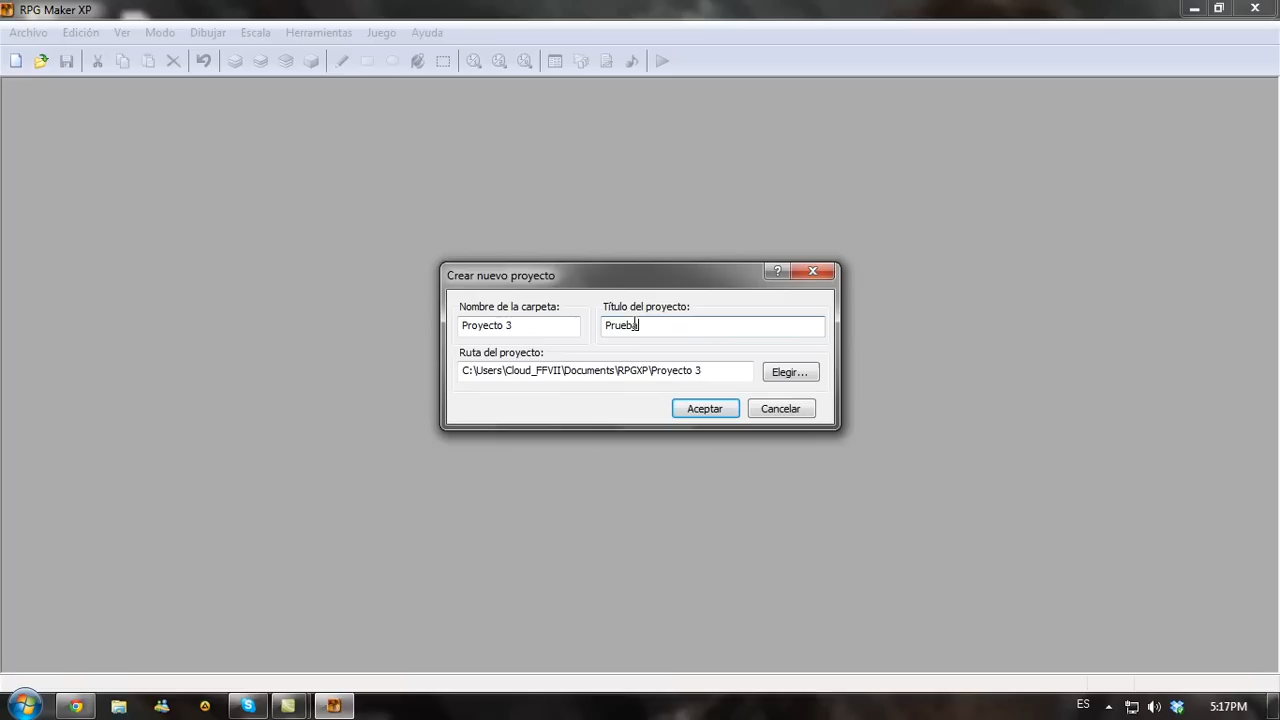 RPG Maker XP
Archivo Edición Ver Modo Dibujar Escala Herramientas Juego Ayuda
Crear nuevo proyecto
Nombre de la carpeta: Título del proyecto:
Proyecto 3 Prueba
Ruta del proyecto:
C:\Users\Cloud_FFVII\Documents\RPGXP\Proyecto 3 Elegir...
Aceptar Cancelar
ES 5:17PM